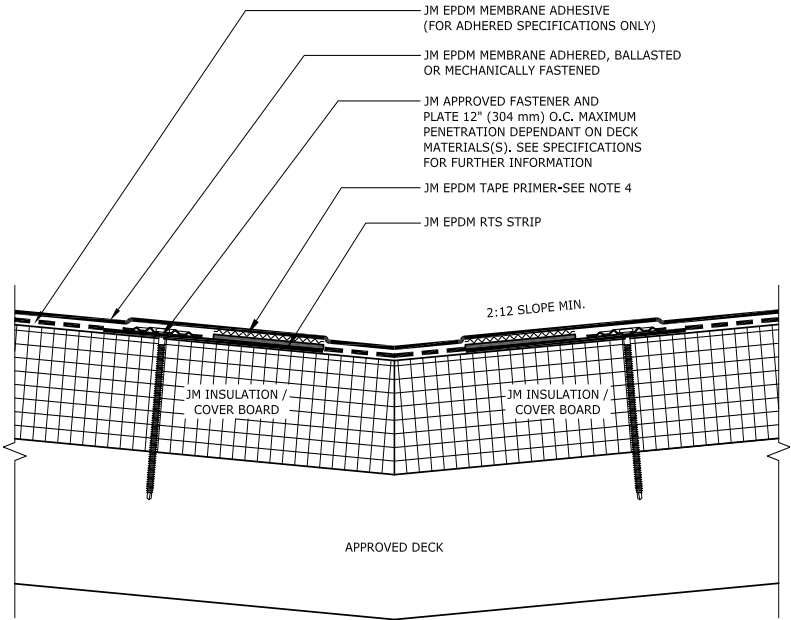 JM EPDM MEMBRANE ADHESIVE
(FOR ADHERED SPECIFICATIONS ONLY)
JM EPDM MEMBRANE ADHERED, BALLASTED
OR MECHANICALLY FASTENED
JM APPROVED FASTENER AND
PLATE 12" (304 mm) O.C. MAXIMUM
PENETRATION DEPENDANT ON DECK
MATERIALS(S). SEE SPECIFICATIONS
FOR FURTHER INFORMATION
JM EPDM TAPE PRIMER-SEE NOTE 4
JM EPDM RTS STRIP
2:12 SLOPE MIN.
JM INSULATION /
COVER BOARD
JM INSULATION /
COVER BOARD
APPROVED DECK